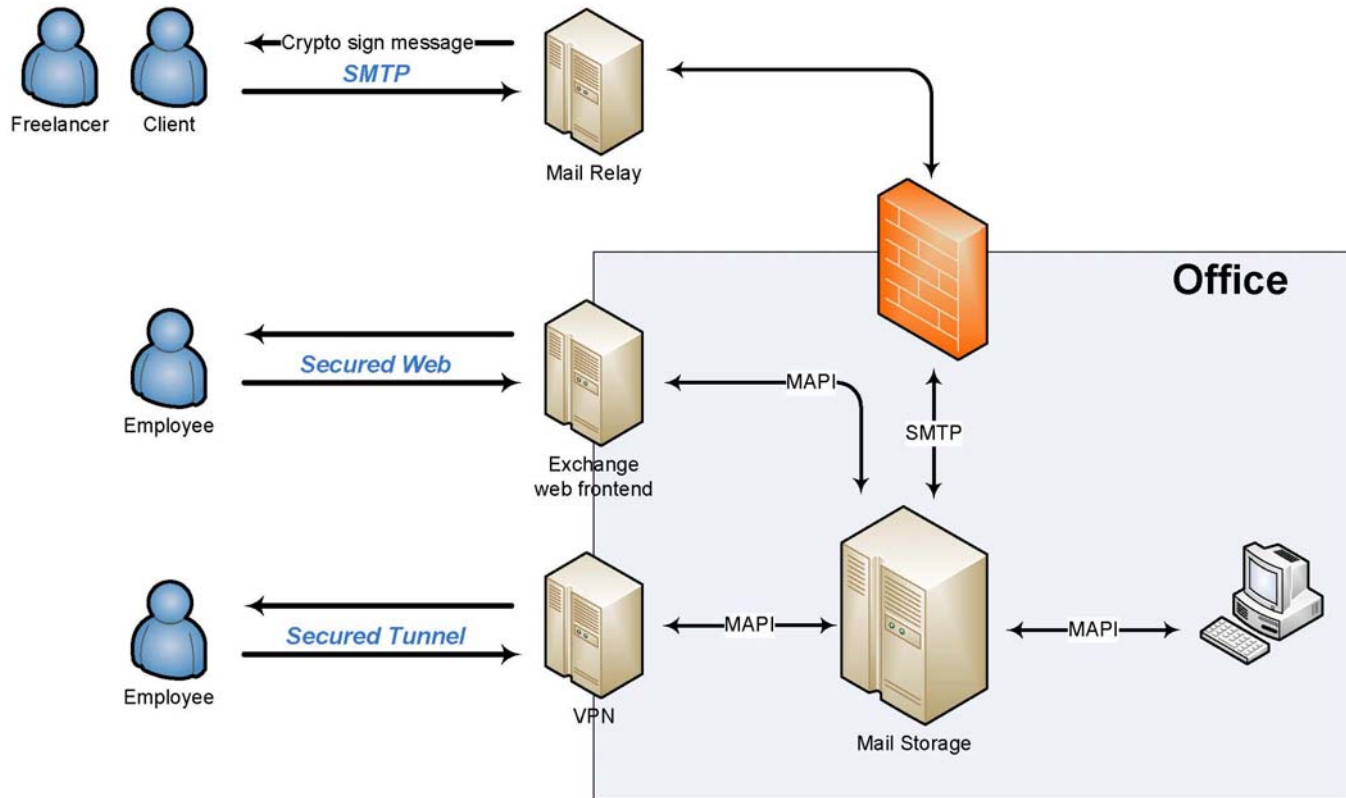 Crypto sign message
SMTP
Freelancer
Client
Mail Relay
Office
Secured Web
MAPI
Employee
SMTP
Exchange
web frontend
Secured Tunnel
MAPI
MAPI
Employee
VPN
Mail Storage